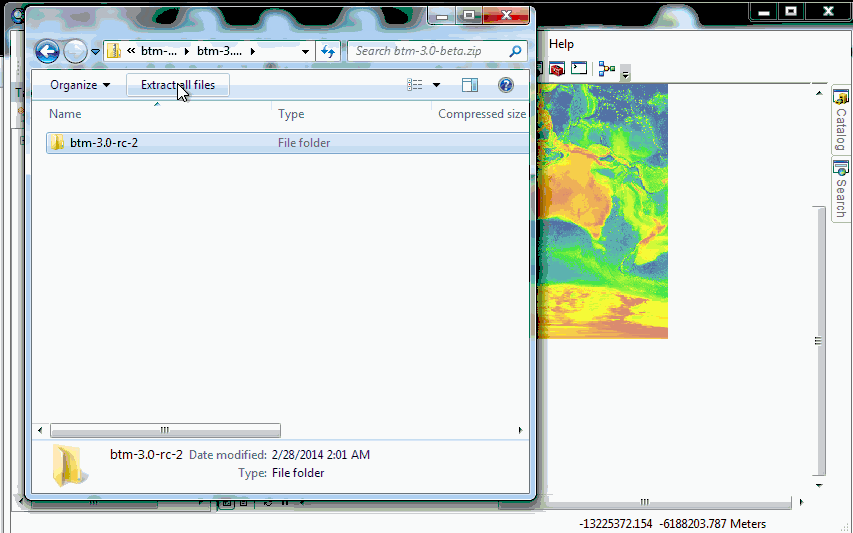 Help
« btm-... ▸ btm-3.... ▸
Search btm-3.0-beta.zip
Organize
Extract all files
Name
Type
Compressed size
btm-3.0-rc-2
File folder
btm-3.0-rc-2
Date modified: 2/28/2014 2:01 AM
Type: File folder
Catalog
Search
-13225372.154 -6188203.787 Meters